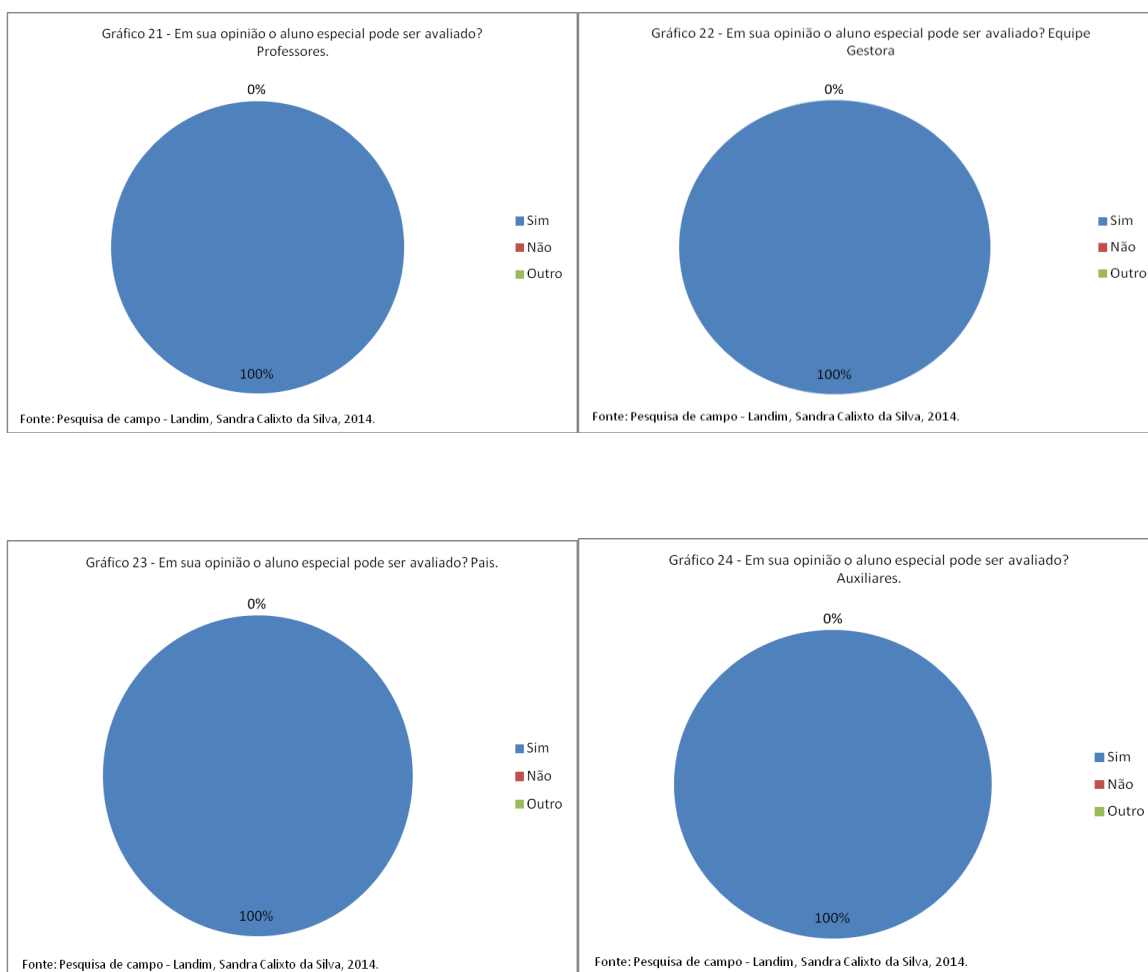 Gráfico 21 - Em sua opinião o aluno especial pode ser avaliado?
Professores.
0%
Sim
Não
Outro
100%
Fonte: Pesquisa de campo - Landim, Sandra Calixto da Silva, 2014.
Gráfico 22 - Em sua opinião o aluno especial pode ser avaliado? Equipe
Gestora
0%
Sim
Não
Outro
100%
Fonte: Pesquisa de campo - Landim, Sandra Calixto da Silva, 2014.
Gráfico 23 - Em sua opinião o aluno especial pode ser avaliado? Pais.
0%
Sim
Não
Outro
100%
Fonte: Pesquisa de campo - Landim, Sandra Calixto da Silva, 2014.
Gráfico 24 - Em sua opinião o aluno especial pode ser avaliado?
Auxiliares.
0%
Sim
Não
Outro
100%
Fonte: Pesquisa de campo - Landim, Sandra Calixto da Silva, 2014.